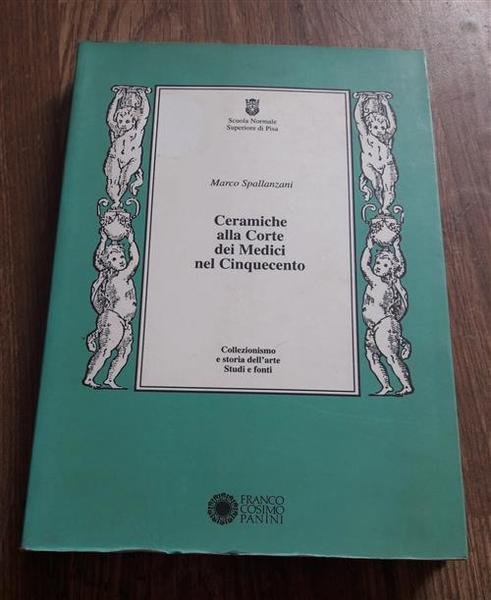 Scuola Normale
Superiore di Pisa
Marco Spallanzani
Ceramiche
alla Corte
dei Medici
nel Cinquecento
Collezionismo
e storia dell'arte
Studi e fonti
FRANCO
COSIMO
PANINI